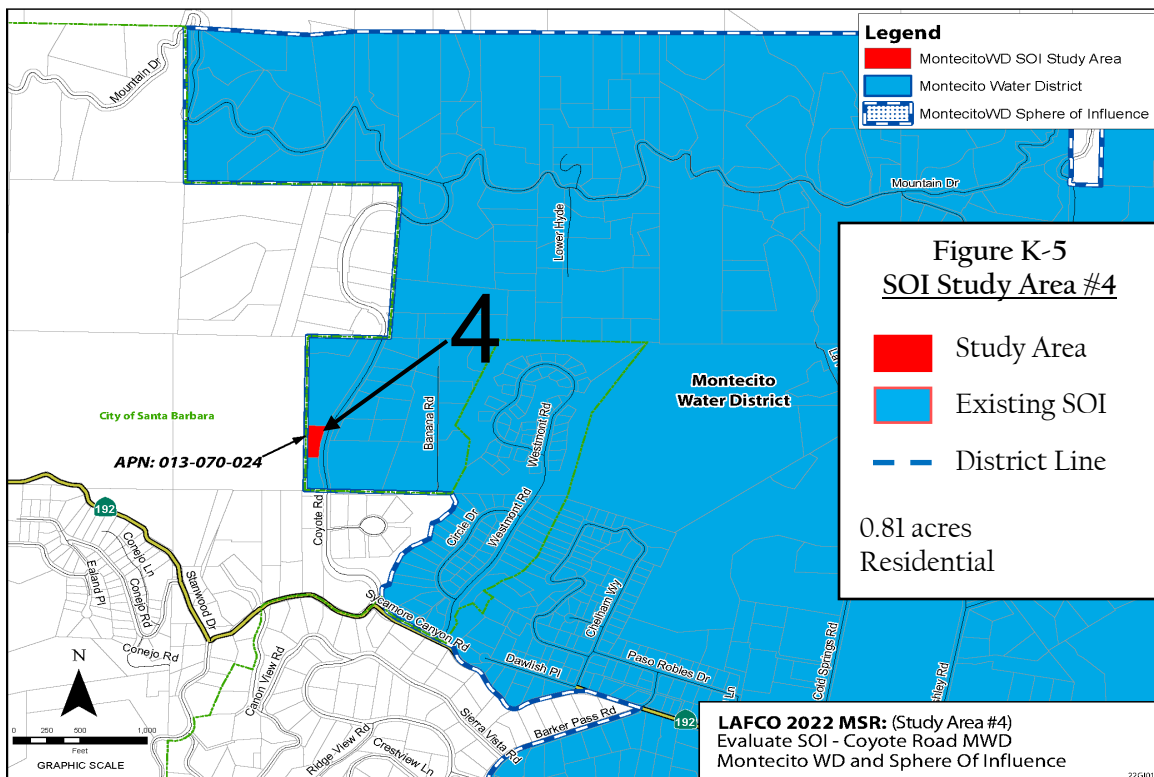 Legend
MontecitoWD SOI Study Area
Montecito Water District
MontecitoWD Sphere of Influence
Mountain Dr
Mountain Dr
Lower Hyde
Figure K-5
SOI Study Area #4
Study Area
Existing SOI
District Line
0.81 acres
Residential
4
Montecito
Water District
City of Santa Barbara
APN: 013-070-024
Banana Rd
Westmont Rd
Westmont Rd
Circle Dr
Coyote Rd
192
Conejo Ln
Conejo Rd
Ealand Pl
Stanwood Dr
Conejo Rd
Sycamore Canyon Rd
Chelham Wy
Dawlish Pl
Paso Robles Dr
Ln
Cold Springs Rd
shley Rd
Canon View Rd
Sierra Vista Rd
Ridge View Rd
Crestview Ln
Barker Pass Rd
192
N
0 250 500 1,000
Feet
GRAPHIC SCALE
LAFCO 2022 MSR: (Study Area #4)
Evaluate SOI - Coyote Road MWD
Montecito WD and Sphere Of Influence